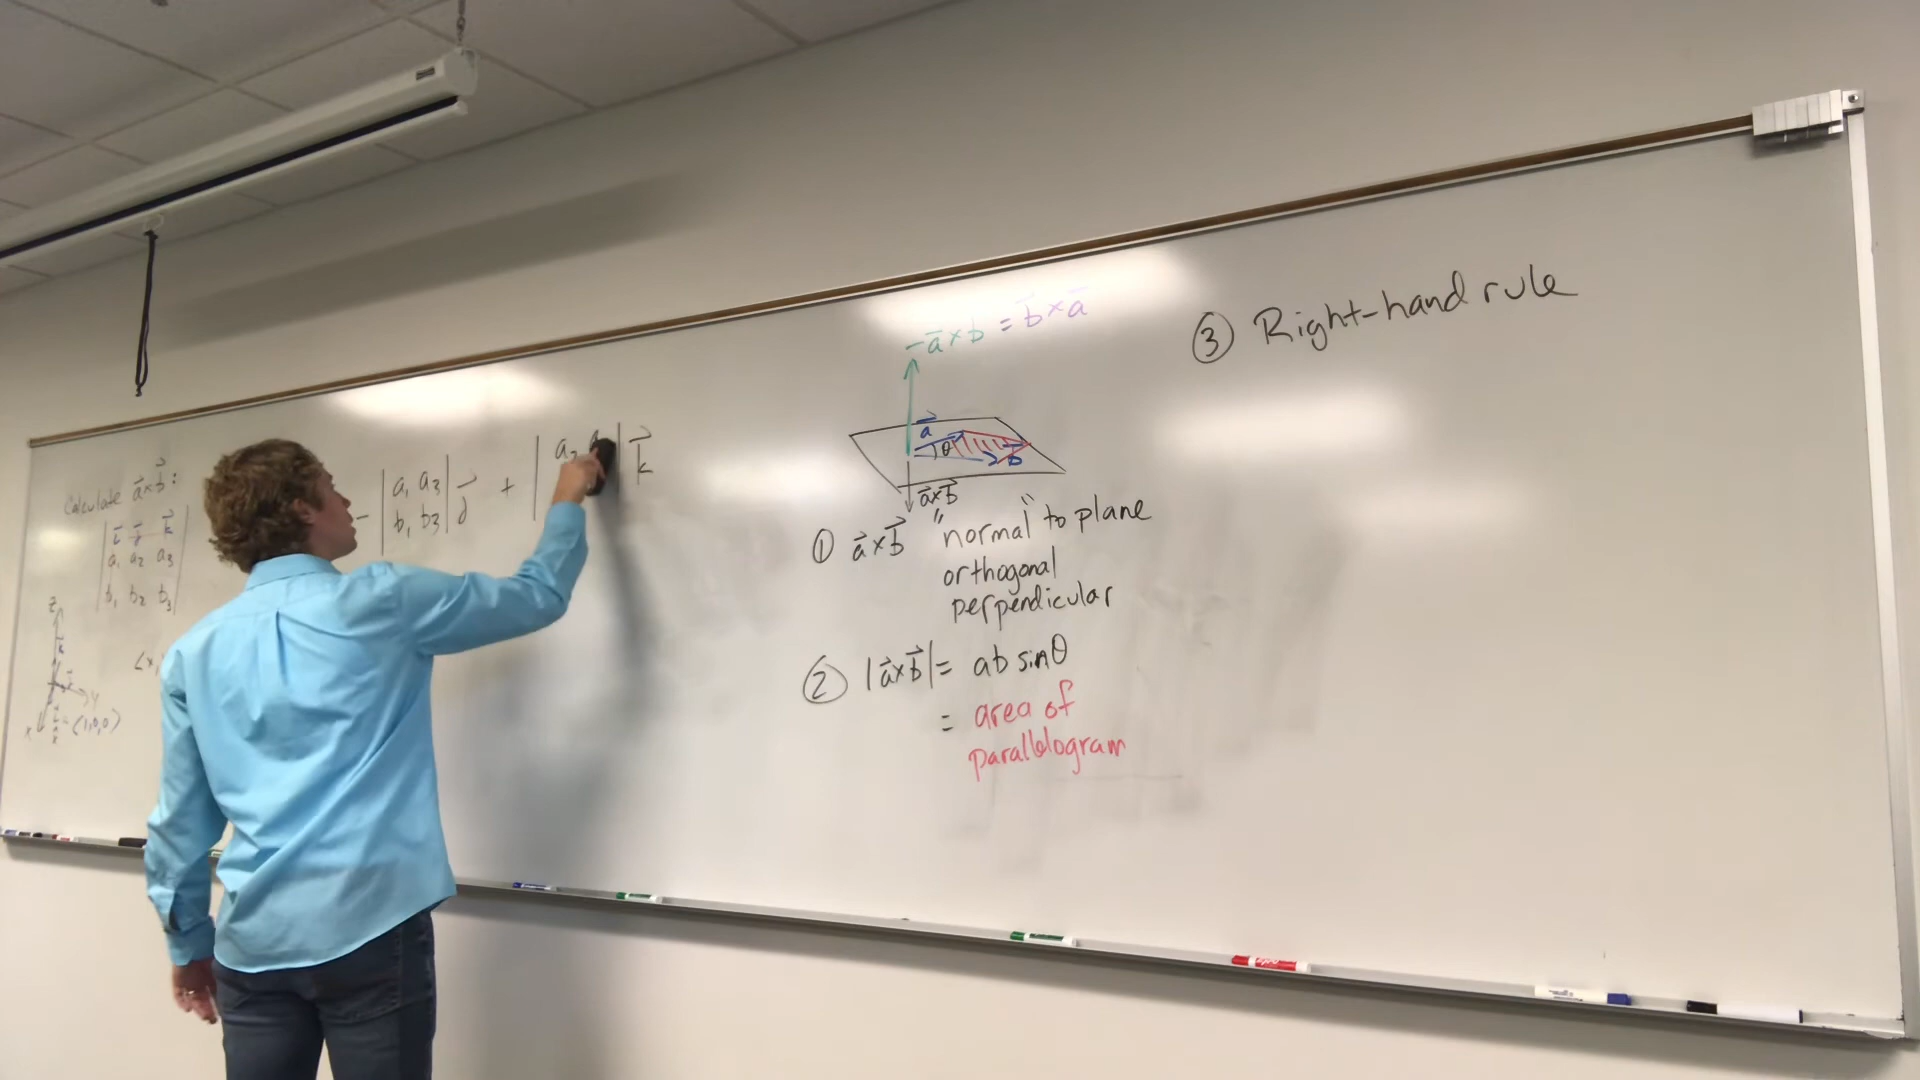 Calculate a⃗×b⃗:
|i⃗ j⃗ k⃗|
|a₁ a₂ a₃|
|b₁ b₂ b₃|
z
k⃗
y
x
= (1,0,0)
<x,
- |a₁ a₃| j⃗ + |a₂ | k⃗
|b₁ b₃|
-a⃗×b⃗ = b⃗×a⃗
a⃗
θ
b⃗
a⃗×b⃗
① a⃗×b⃗ "normal" to plane
orthogonal
perpendicular
② |a⃗×b⃗| = ab sinθ
= area of
parallelogram
③ Right-hand rule